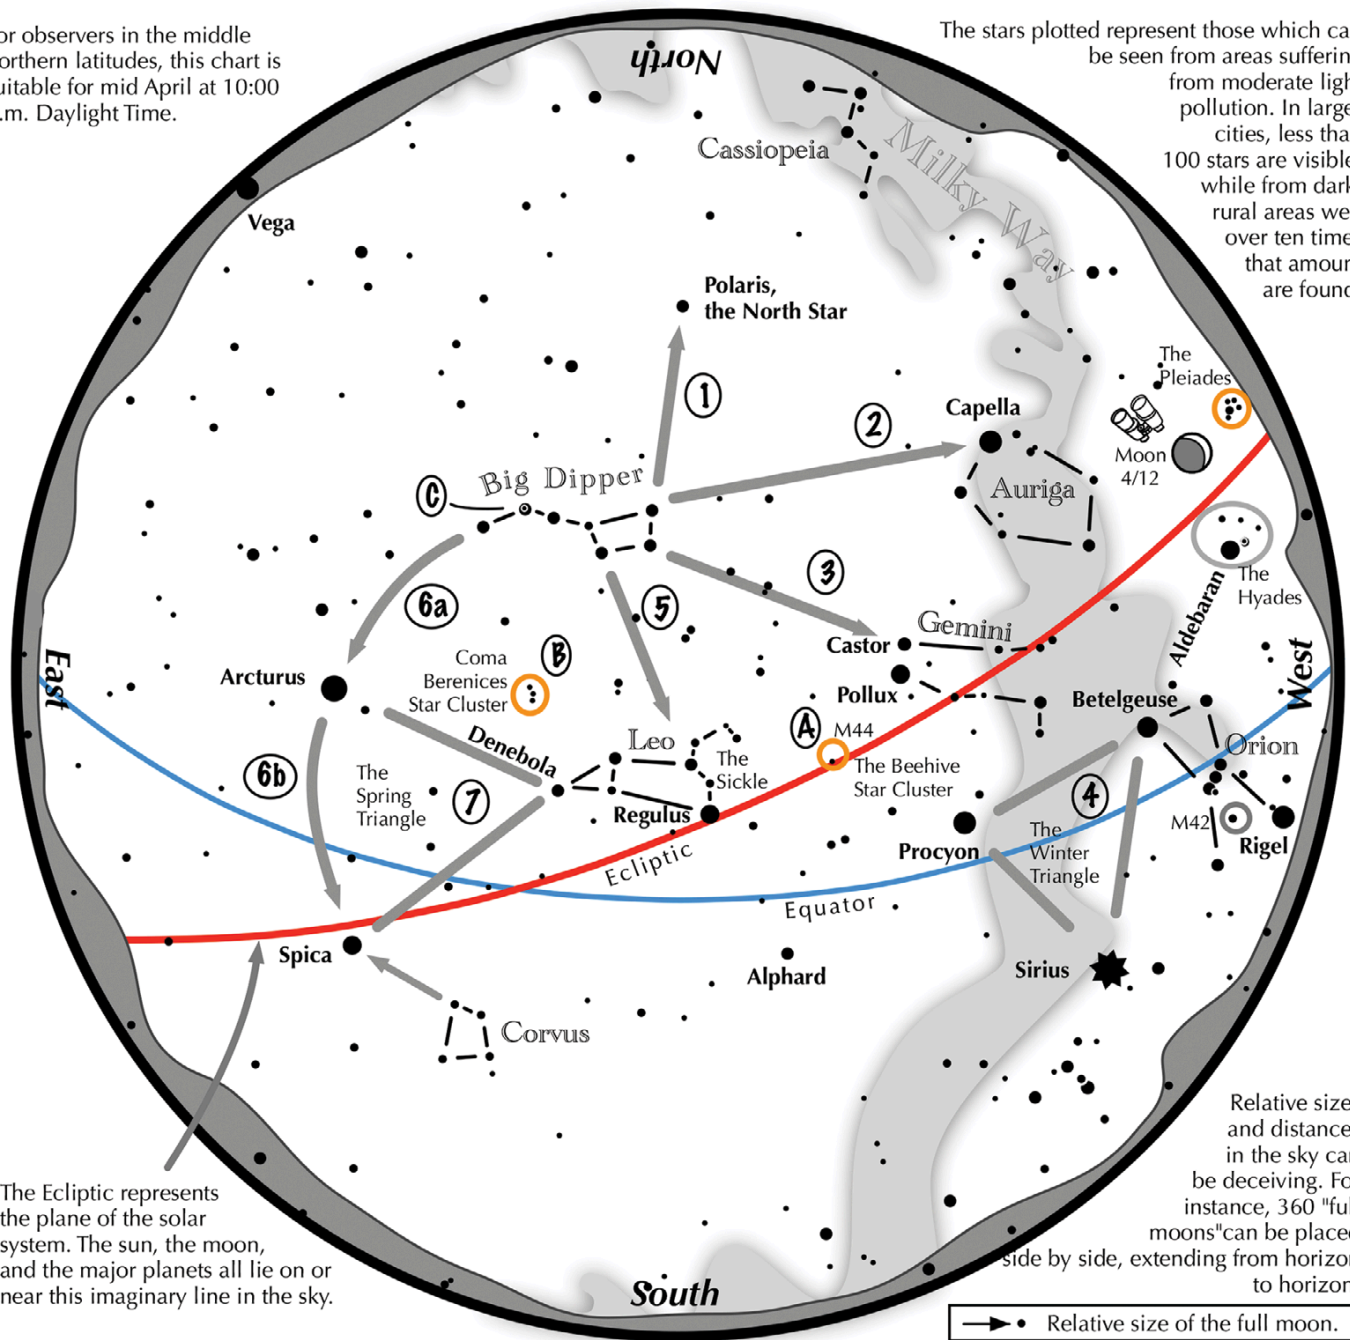 or observers in the middle
orthern latitudes, this chart is
uitable for mid April at 10:00
.m. Daylight Time.
The stars plotted represent those which ca
be seen from areas sufferin
from moderate ligh
pollution. In large
cities, less tha
100 stars are visible
while from dark
rural areas we
over ten time
that amoun
are found
North
Cassiopeia
Milky Way
Vega
Polaris,
the North Star
1
2
The
Pleiades
Capella
Moon
4/12
Auriga
Big Dipper
C
3
The
Hyades
Aldebaran
6a
5
Gemini
Castor
Pollux
East
West
Arcturus
Coma
Berenices
Star Cluster
B
Betelgeuse
A
M44
The Beehive
Star Cluster
Denebola
Leo
The
Sickle
Orion
6b
The
Spring
Triangle
7
Regulus
4
Procyon
The
Winter
Triangle
M42
Rigel
Ecliptic
Equator
Spica
Alphard
Sirius
Corvus
The Ecliptic represents
the plane of the solar
system. The sun, the moon,
and the major planets all lie on or
near this imaginary line in the sky.
Relative size
and distance
in the sky can
be deceiving. Fo
instance, 360 "ful
moons"can be place
side by side, extending from horizo
to horizon
South
Relative size of the full moon.